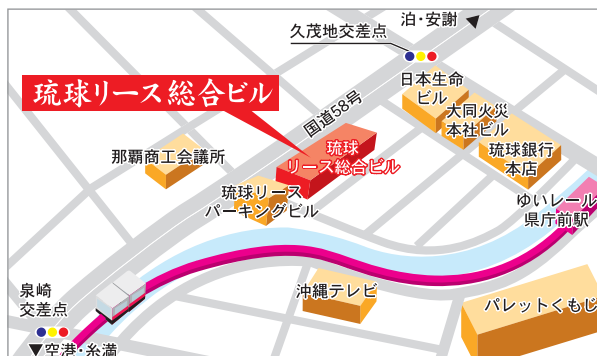 泊・安謝▲
久茂地交差点
日本生命
ビル
大同火災
本社ビル
琉球リース総合ビル
国道58号
琉球銀行
本店
琉球
リース総合ビル
那覇商工会議所
琉球リース
パーキングビル
ゆいレール
県庁前駅
沖縄テレビ
パレットくもじ
泉崎
交差点
▼空港・糸満